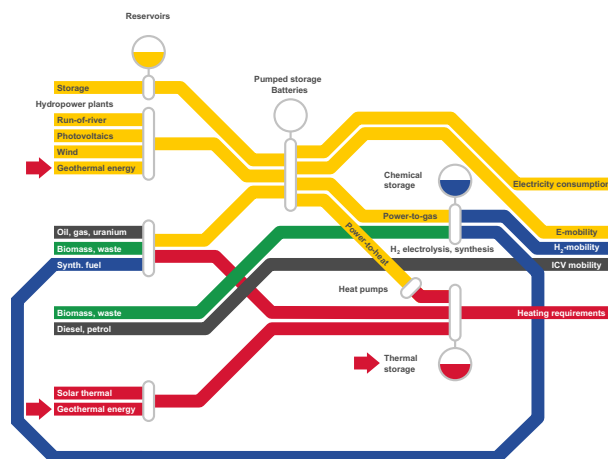 Reservoirs
Pumped storage
Batteries
Storage
Hydropower plants
Run-of-river
Photovoltaics
Wind
Geothermal energy
Chemical
storage
Electricity consumption
Power-to-gas
Oil, gas, uranium
E-mobility
Biomass, waste
H₂ electrolysis, synthesis
H₂-mobility
Power-to-heat
Synth. fuel
ICV mobility
Heat pumps
Biomass, waste
Heating requirements
Diesel, petrol
Thermal
storage
Solar thermal
Geothermal energy